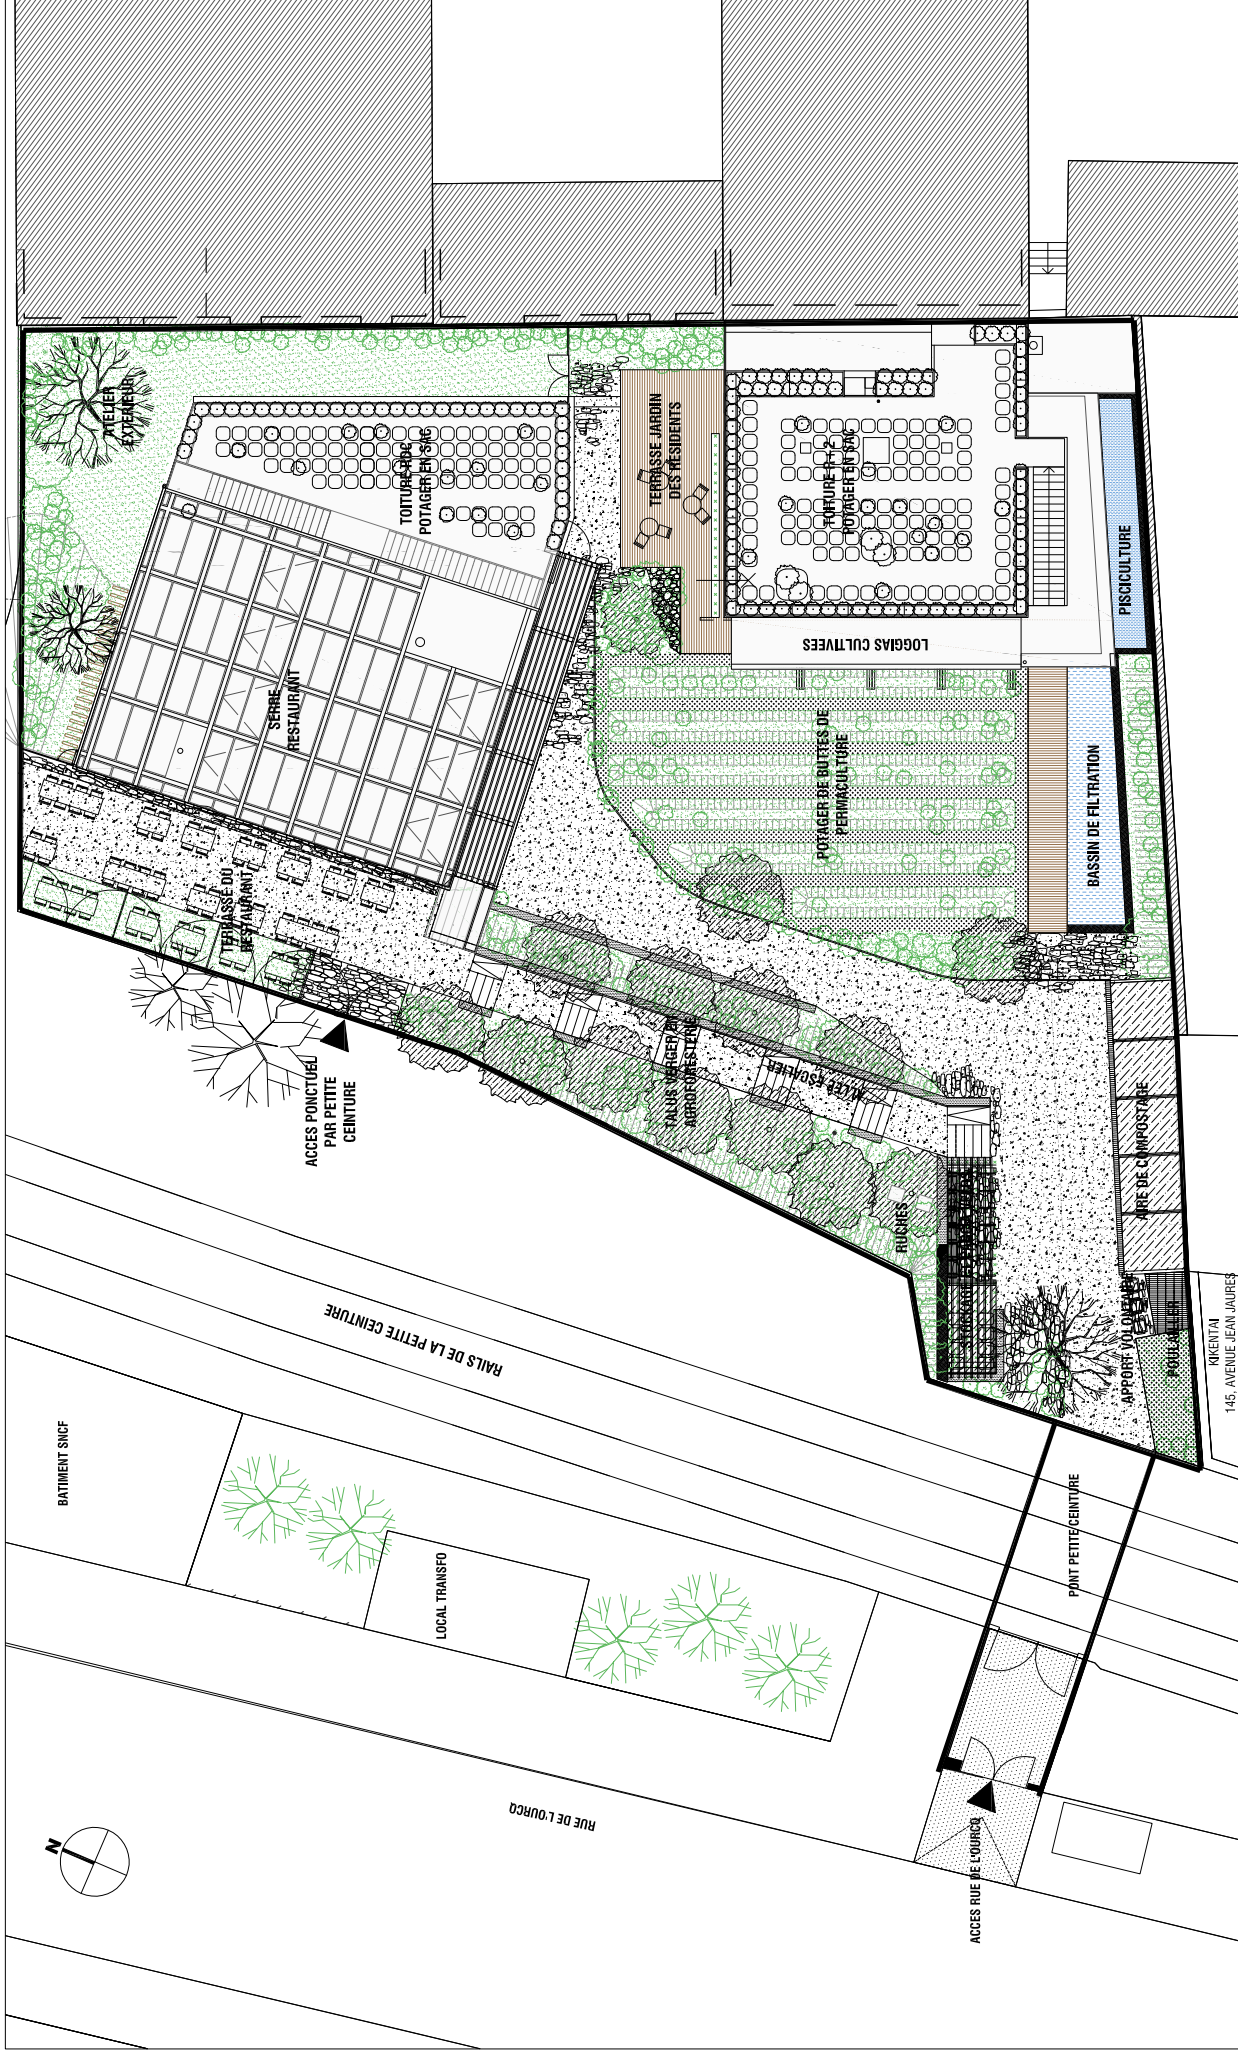 ATELIER
EXTERIEUR
TOITURE RDC
POTAGER EN SAC
TERRASSE JARDIN
DES RESIDENTS
TOITURE R+2
POTAGER EN SAC
PISCICULTURE
LOGGIAS CULTIVEES
SERRE
RESTAURANT
POTAGER DE BUTTES DE
PERMACULTURE
BASSIN DE FILTRATION
TERRASSE DU
RESTAURANT
ACCES PONCTUEL
PAR PETITE
CEINTURE
TALUS VERGER EN
AGROFORESTERIE
ALLEE ESCALIER
AIRE DE COMPOSTAGE
RUCHES
APPORT VOLONTAIRE
POULAILLER
KIKENTAI
145, AVENUE JEAN JAURES
RAILS DE LA PETITE CEINTURE
BATIMENT SNCF
LOCAL TRANSFO
PONT PETITE CEINTURE
RUE DE L'OURCQ
ACCES RUE DE L'OURCQ
N